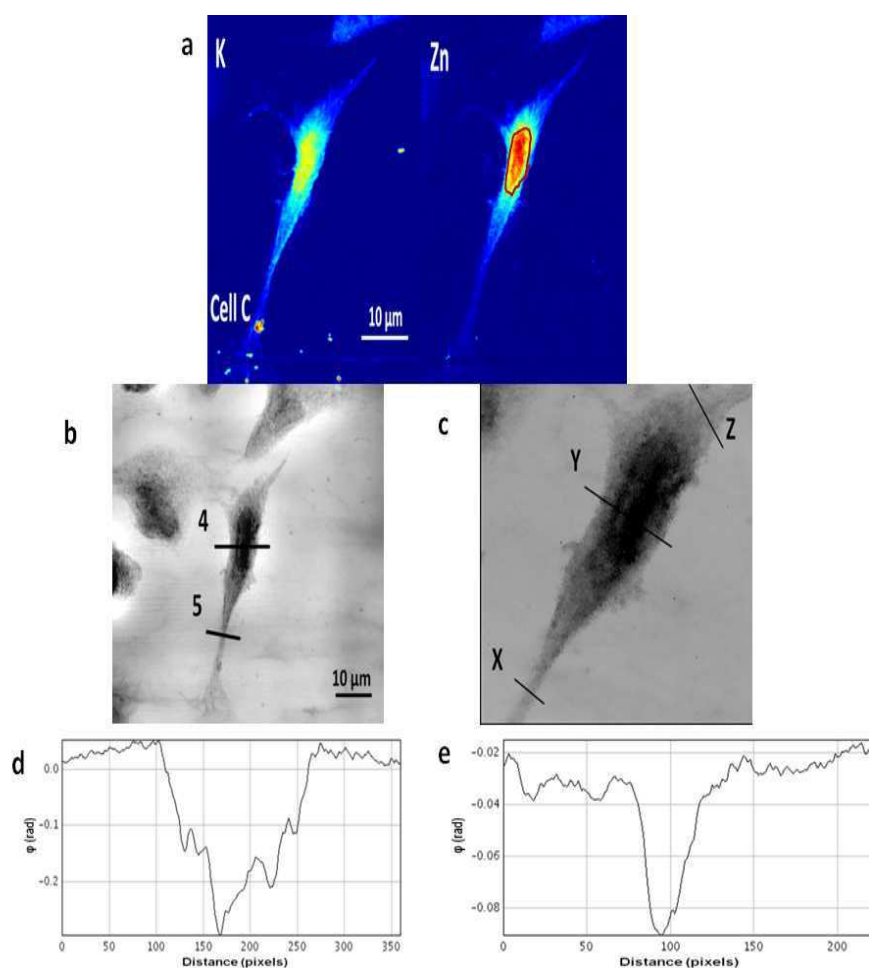 a
K
Zn
Cell C
10 µm
b
4
5
10 µm
c
Y
Z
X
d
0.0
-0.1
-0.2
φ (rad)
0 50 100 150 200 250 300 350
Distance (pixels)
e
-0.02
-0.04
-0.06
-0.08
φ (rad)
0 50 100 150 200
Distance (pixels)